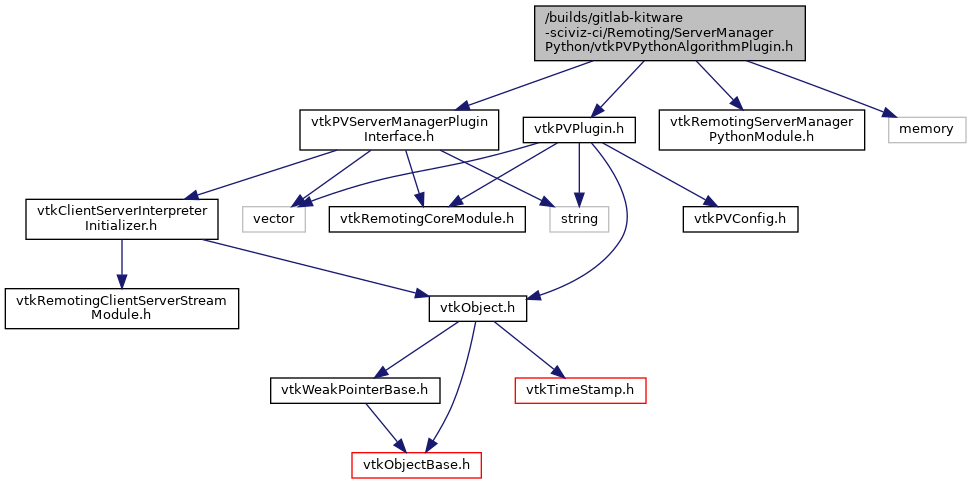 /builds/gitlab-kitware
-sciviz-ci/Remoting/ServerManager
Python/vtkPVPythonAlgorithmPlugin.h
vtkPVServerManagerPlugin
Interface.h
vtkPVPlugin.h
vtkRemotingServerManager
PythonModule.h
memory
vtkClientServerInterpreter
Initializer.h
vector
vtkRemotingCoreModule.h
string
vtkPVConfig.h
vtkRemotingClientServerStream
Module.h
vtkObject.h
vtkWeakPointerBase.h
vtkTimeStamp.h
vtkObjectBase.h